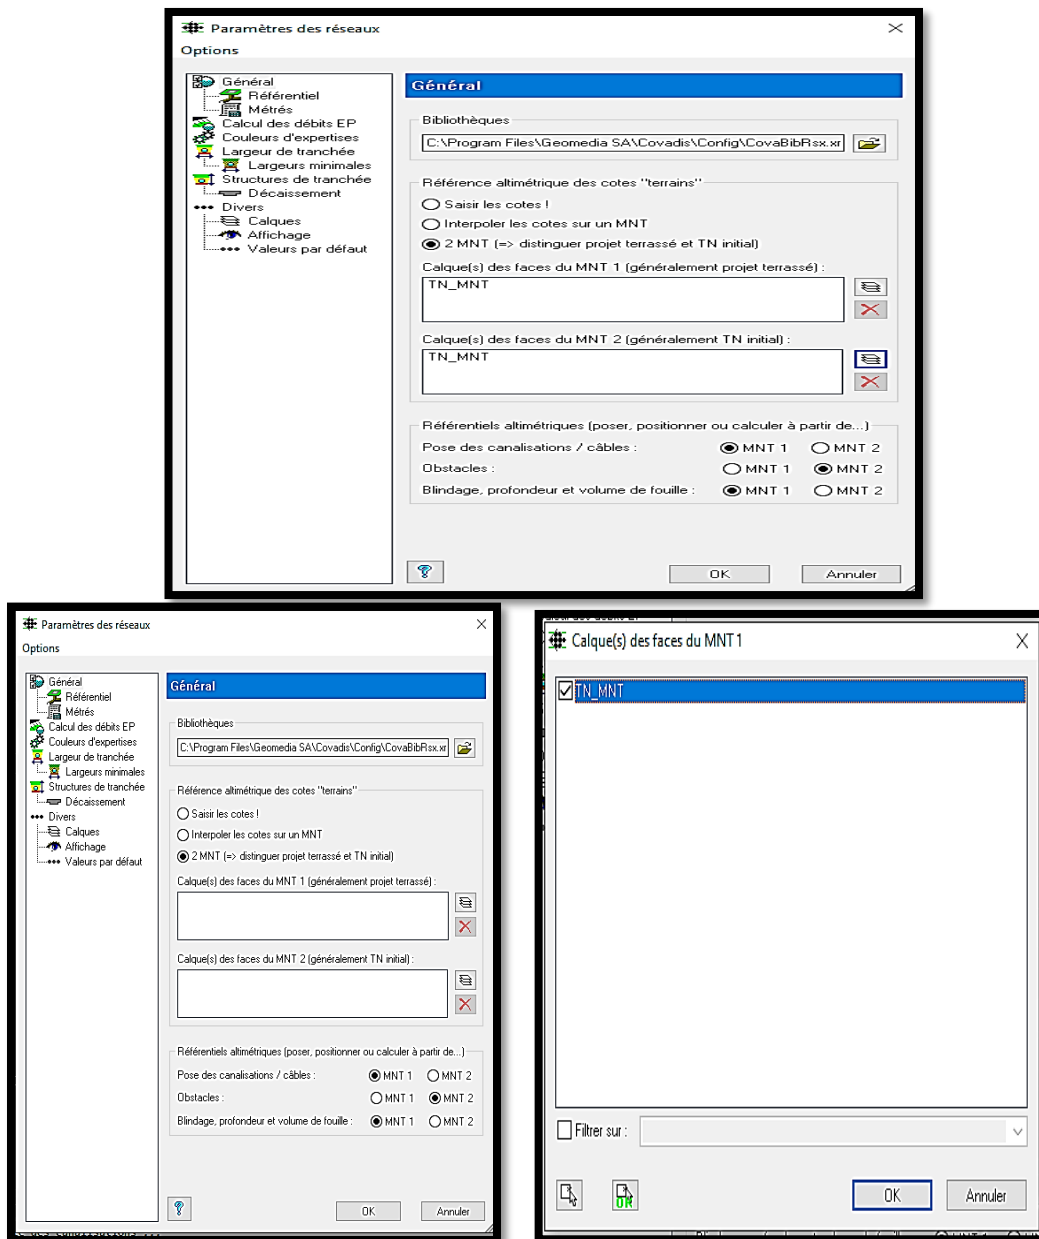 Paramètres des réseaux
Options
Général
Référentiel
Métrés
Calcul des débits EP
Couleurs d'expertises
Largeur de tranchée
Largeurs minimales
Structures de tranchée
Décaissement
Divers
Calques
Affichage
Valeurs par défaut
Général
Bibliothèques
C:\Program Files\Geomedia SA\Covadis\Config\CovaBibRsx.xr
Référence altimétrique des cotes "terrains"
Saisir les cotes !
Interpoler les cotes sur un MNT
2 MNT (=> distinguer projet terrassé et TN initial)
Calque(s) des faces du MNT 1 (généralement projet terrassé) :
TN_MNT
Calque(s) des faces du MNT 2 (généralement TN initial) :
TN_MNT
Référentiels altimétriques (poser, positionner ou calculer à partir de...)
Pose des canalisations / câbles : MNT 1 MNT 2
Obstacles : MNT 1 MNT 2
Blindage, profondeur et volume de fouille : MNT 1 MNT 2
OK Annuler
Paramètres des réseaux
Options
Général
Référentiel
Métrés
Calcul des débits EP
Couleurs d'expertises
Largeur de tranchée
Largeurs minimales
Structures de tranchée
Décaissement
Divers
Calques
Affichage
Valeurs par défaut
Général
Bibliothèques
C:\Program Files\Geomedia SA\Covadis\Config\CovaBibRsx.xr
Référence altimétrique des cotes "terrains"
Saisir les cotes !
Interpoler les cotes sur un MNT
2 MNT (=> distinguer projet terrassé et TN initial)
Calque(s) des faces du MNT 1 (généralement projet terrassé) :
Calque(s) des faces du MNT 2 (généralement TN initial) :
Référentiels altimétriques (poser, positionner ou calculer à partir de...)
Pose des canalisations / câbles : MNT 1 MNT 2
Obstacles : MNT 1 MNT 2
Blindage, profondeur et volume de fouille : MNT 1 MNT 2
OK Annuler
Calque(s) des faces du MNT 1
TN_MNT
Filtrer sur :
OR
OK Annuler